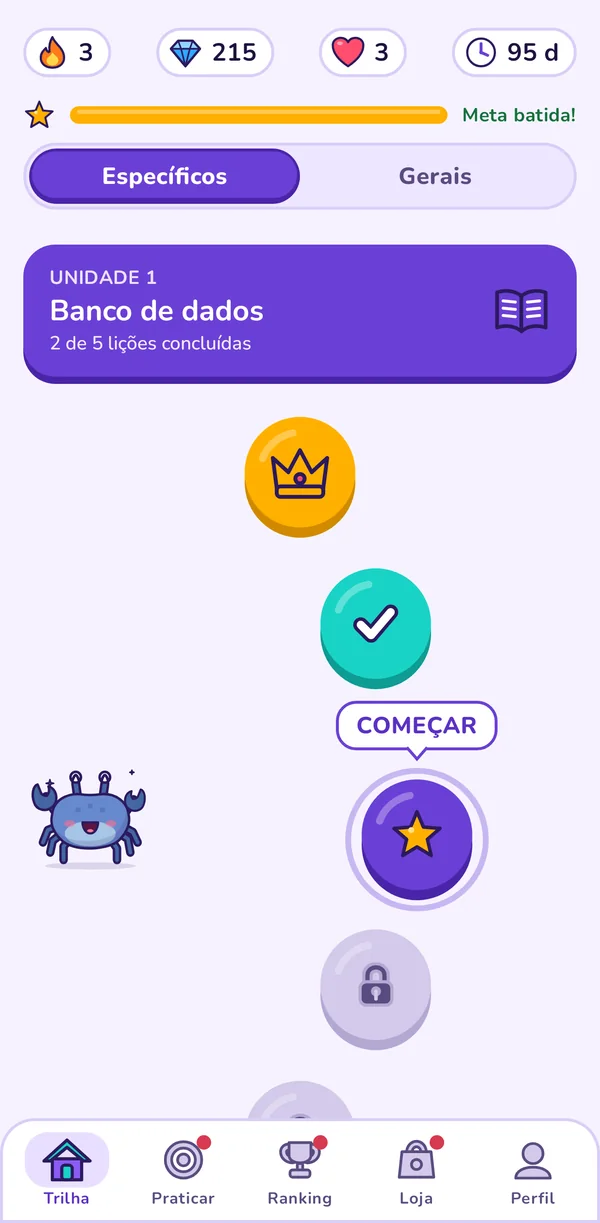 3
215
3
95 d
Meta batida!
Específicos
Gerais
UNIDADE 1
Banco de dados
2 de 5 lições concluídas
COMEÇAR
Trilha
Praticar
Ranking
Loja
Perfil